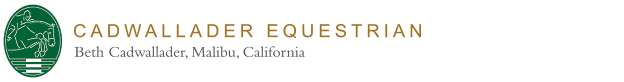 CADWALLADER EQUESTRIAN
Beth Cadwallader, Malibu, California